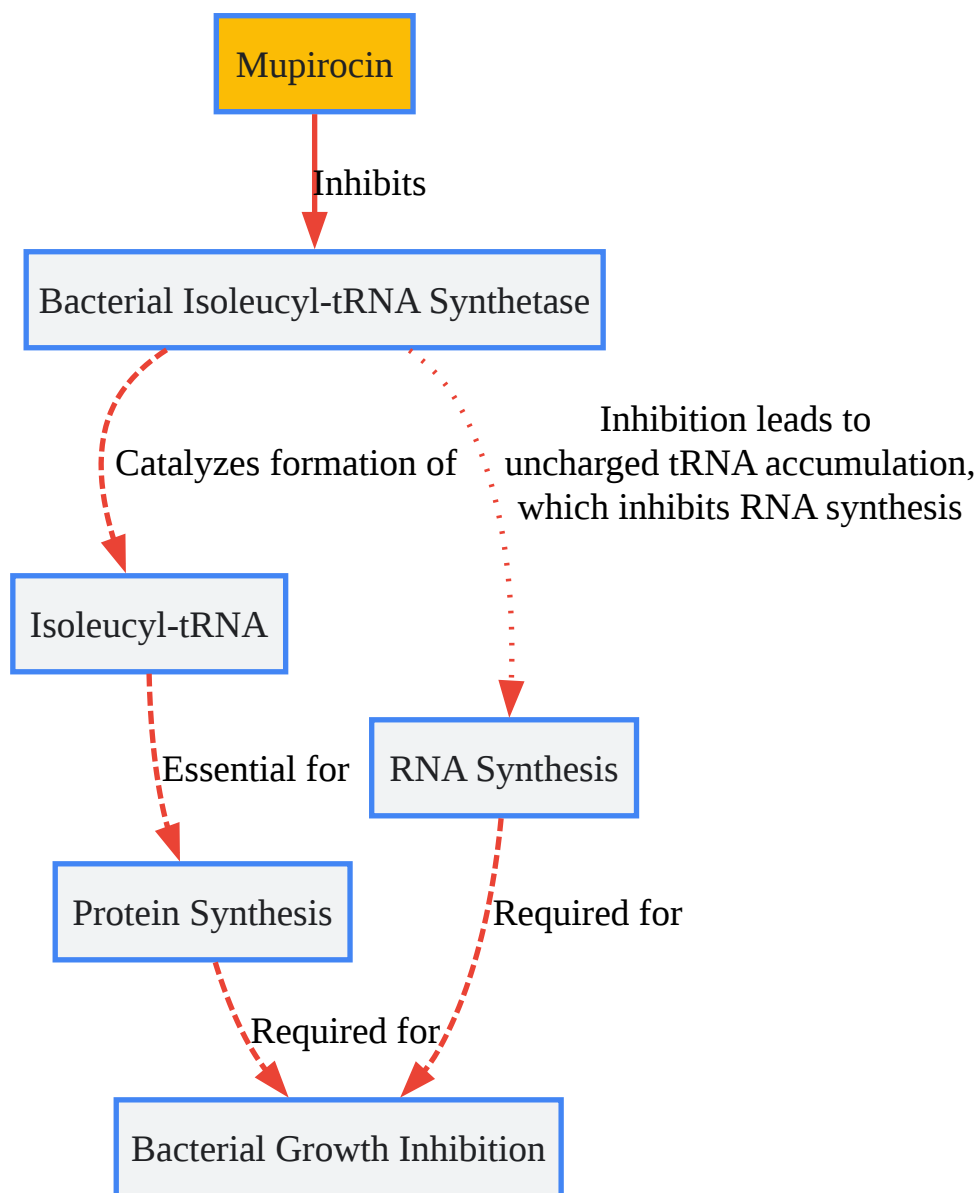 Mupirocin
Inhibits
Bacterial Isoleucyl-tRNA Synthetase
Inhibition leads to
uncharged tRNA accumulation,
which inhibits RNA synthesis
Catalyzes formation of
Isoleucyl-tRNA
Essential for
RNA Synthesis
Protein Synthesis
Required for
Required for
Bacterial Growth Inhibition